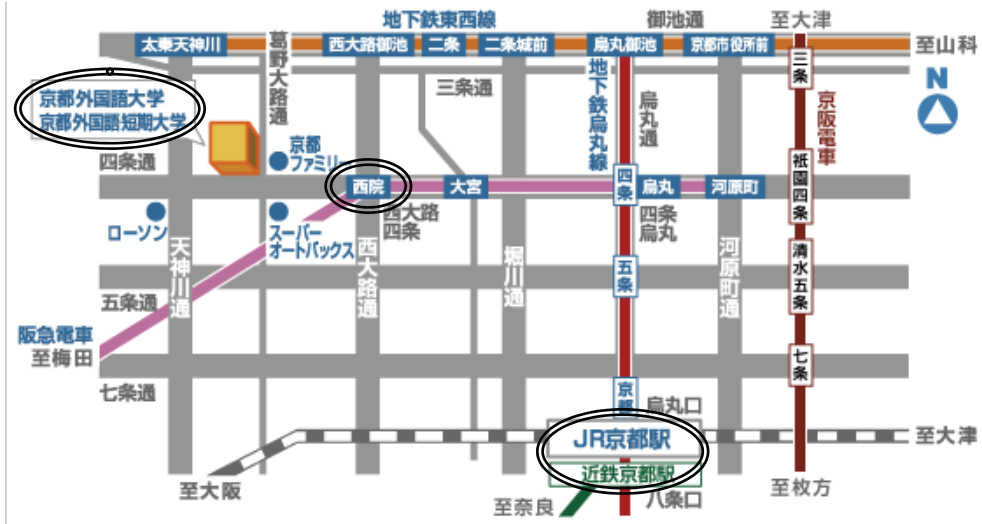 地下鉄東西線
御池通
至大津
太秦天神川
西大路御池
二条
二条城前
烏丸御池
京都市役所前
至山科
葛野大路通
三条
N
京都外国語大学
京都外国語短期大学
三条通
地下鉄烏丸線
烏丸通
京阪電車
四条通
京都
ファミリー
西院
大宮
四条
烏丸
河原町
祇園四条
ローソン
スーパー
オートバックス
西大路
四条
四条
烏丸
天神川通
西大路通
堀川通
五条
河原町通
清水五条
五条通
阪急電車
至梅田
七条
七条通
京都
烏丸口
JR京都駅
至大津
近鉄京都駅
至大阪
至奈良
八条口
至枚方